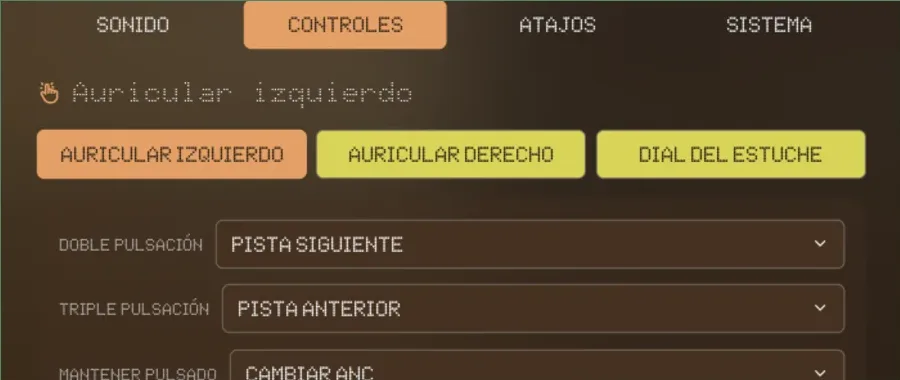 SONIDO CONTROLES ATAJOS SISTEMA
Auricular izquierdo
AURICULAR IZQUIERDO AURICULAR DERECHO DIAL DEL ESTUCHE
DOBLE PULSACIÓN PISTA SIGUIENTE
TRIPLE PULSACIÓN PISTA ANTERIOR
MANTENER PULSADO CAMBIAR ANC